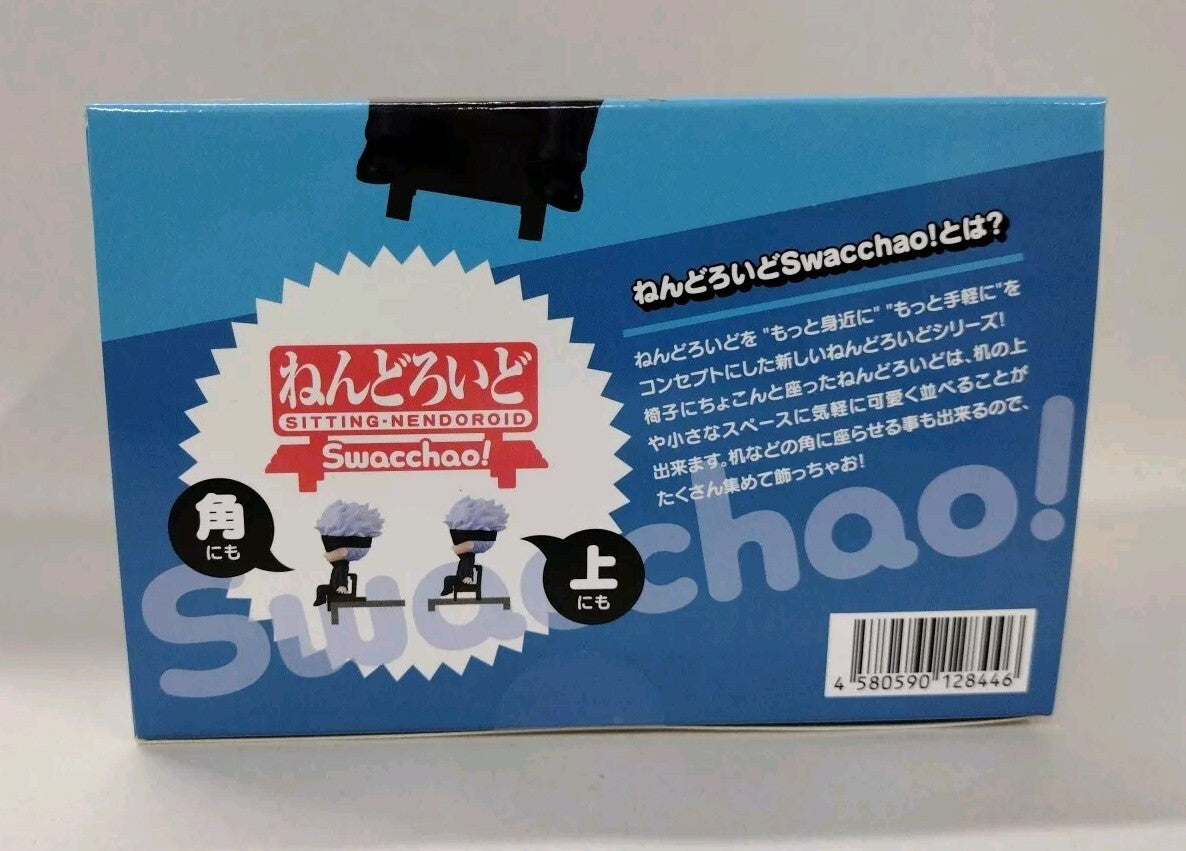 ねんどろいど
SITTING-NENDOROID
Swacchao!
角
にも
上
にも
ねんどろいどSwacchao!とは?
ねんどろいどを "もっと身近に" "もっと手軽に"を
コンセプトにした新しいねんどろいどシリーズ!
椅子にちょこんと座ったねんどろいどは、机の上
や小さなスペースに気軽に可愛く並べることが
出来ます。机などの角に座らせる事も出来るので、
たくさん集めて飾っちゃお!
Swacchao!
4 580590 128446